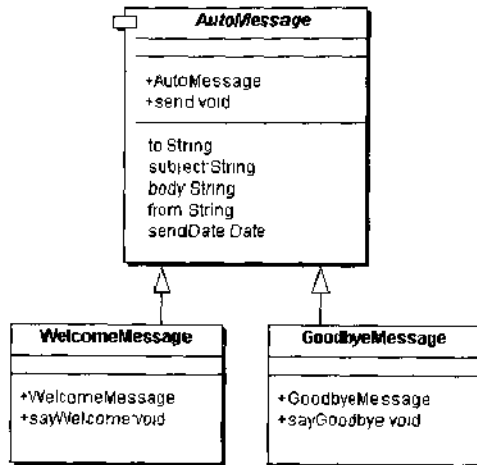 AutoMessage
+AutoMessage
+send void
to String
subject:String
body String
from String
sendDate Date
WelcomeMessage
+WelcomeMessage
+sayWelcome void
GoodbyeMessage
+GoodbyeMessage
+sayGoodbye void